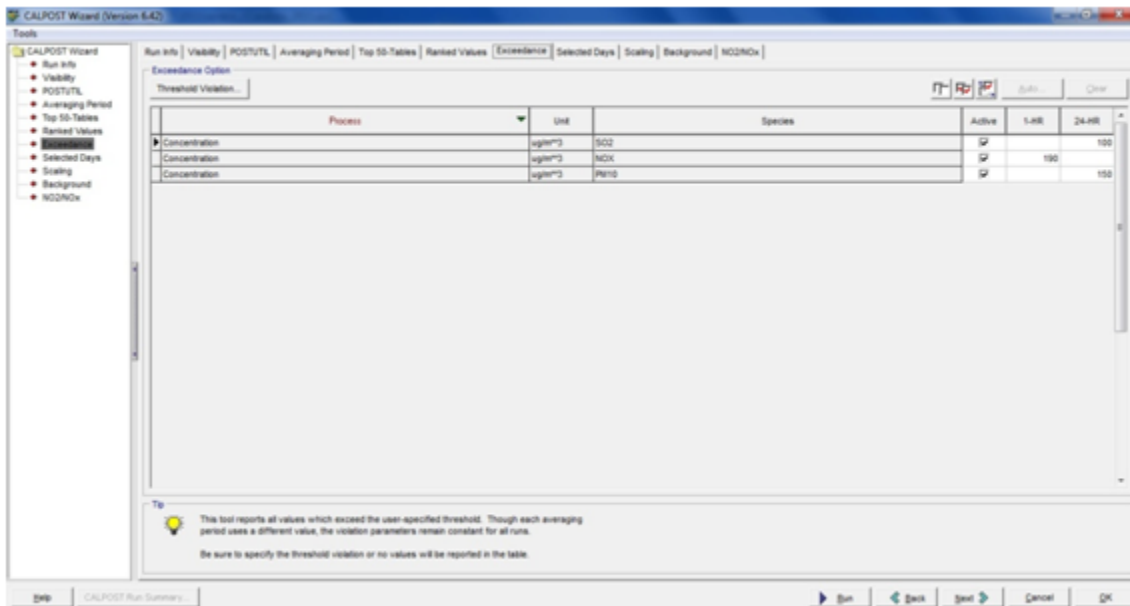 CALPOST Wizard (Version 6.42)
Tools
CALPOST Wizard
Run Info
Visibility
POSTUTIL
Averaging Period
Top 50-Tables
Ranked Values
Exceedance
Selected Days
Scaling
Background
NO2/NOx
Run Info Visibility POSTUTIL Averaging Period Top 50-Tables Ranked Values Exceedance Selected Days Scaling Background NO2/NOx
Exceedance Option
Threshold Violation... Auto... Clear
Process Unit Species Active 1-HR 24-HR
Concentration ug/m**3 SO2 100
Concentration ug/m**3 NOX 190
Concentration ug/m**3 PM10 150
Tip
This tool reports all values which exceed the user-specified threshold. Though each averaging
period uses a different value, the violation parameters remain constant for all runs.
Be sure to specify the threshold violation or no values will be reported in the table.
Help CALPOST Run Summary... Run Back Next Cancel OK